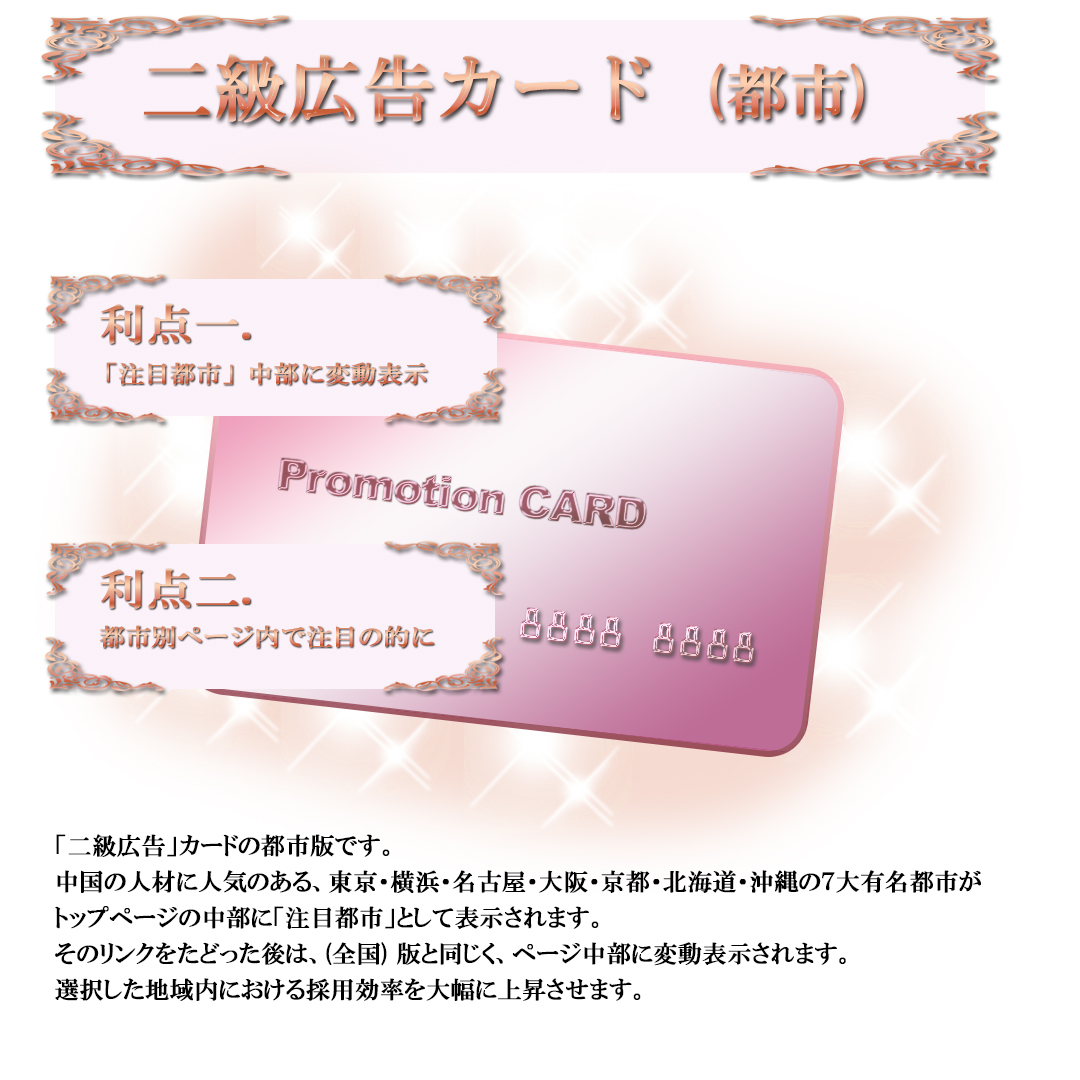 二級広告カード (都市)
利点一.
「注目都市」中部に変動表示
Promotion CARD
利点二.
都市別ページ内で注目の的に
8888 8888
「二級広告」カードの都市版です。
中国の人材に人気のある、東京・横浜・名古屋・大阪・京都・北海道・沖縄の7大有名都市が
トップページの中部に「注目都市」として表示されます。
そのリンクをたどった後は、(全国) 版と同じく、ページ中部に変動表示されます。
選択した地域内における採用効率を大幅に上昇させます。